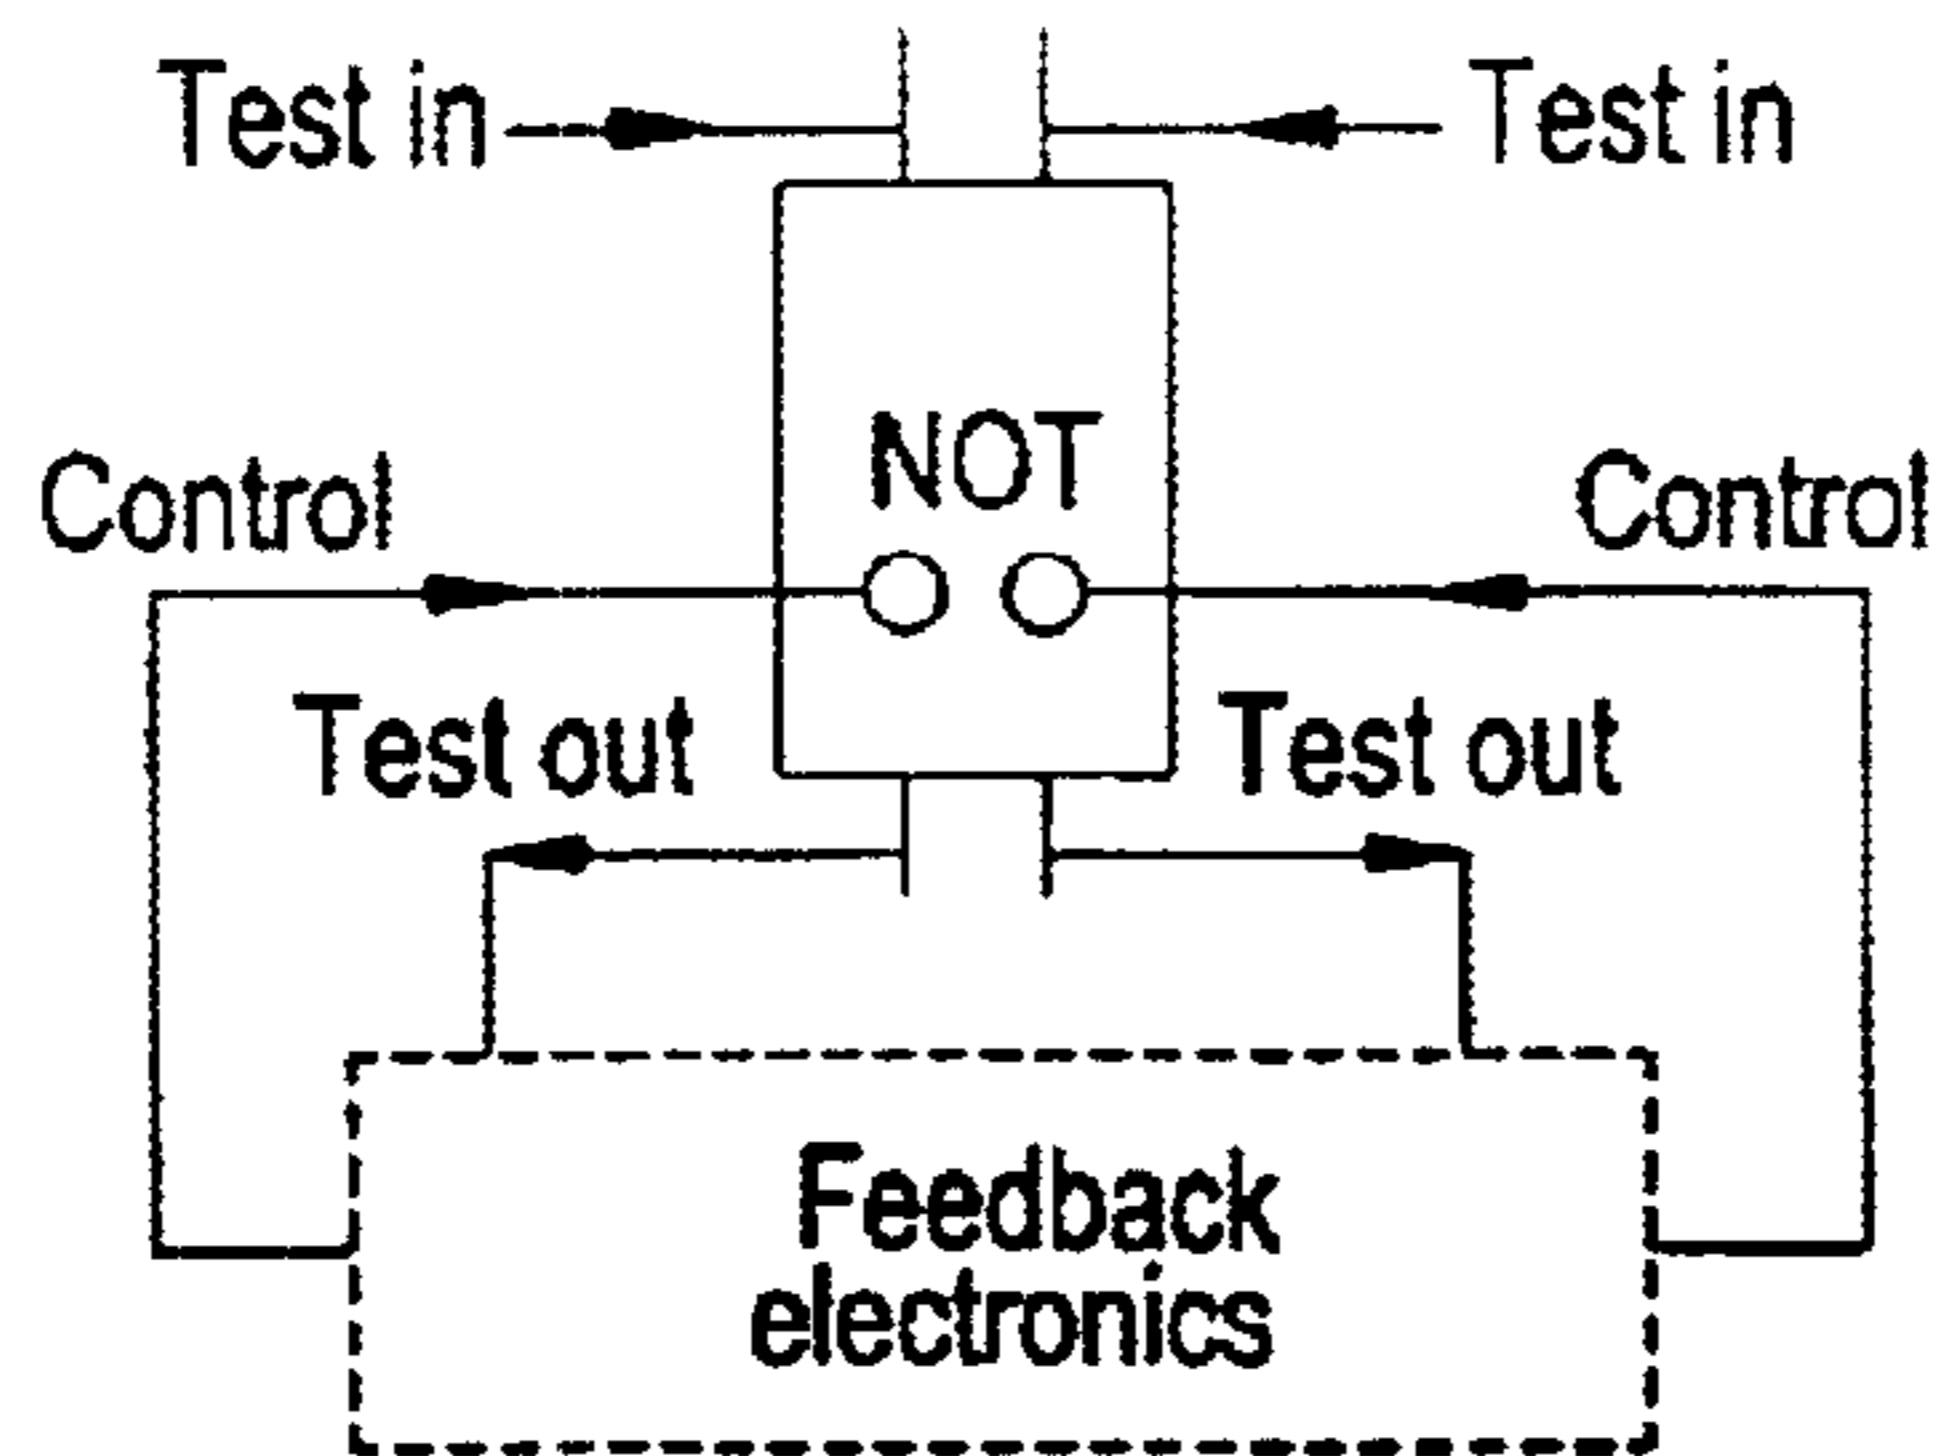 Test in
Test in
NOT
Control
Control
Test out
Test out
Feedback
electronics